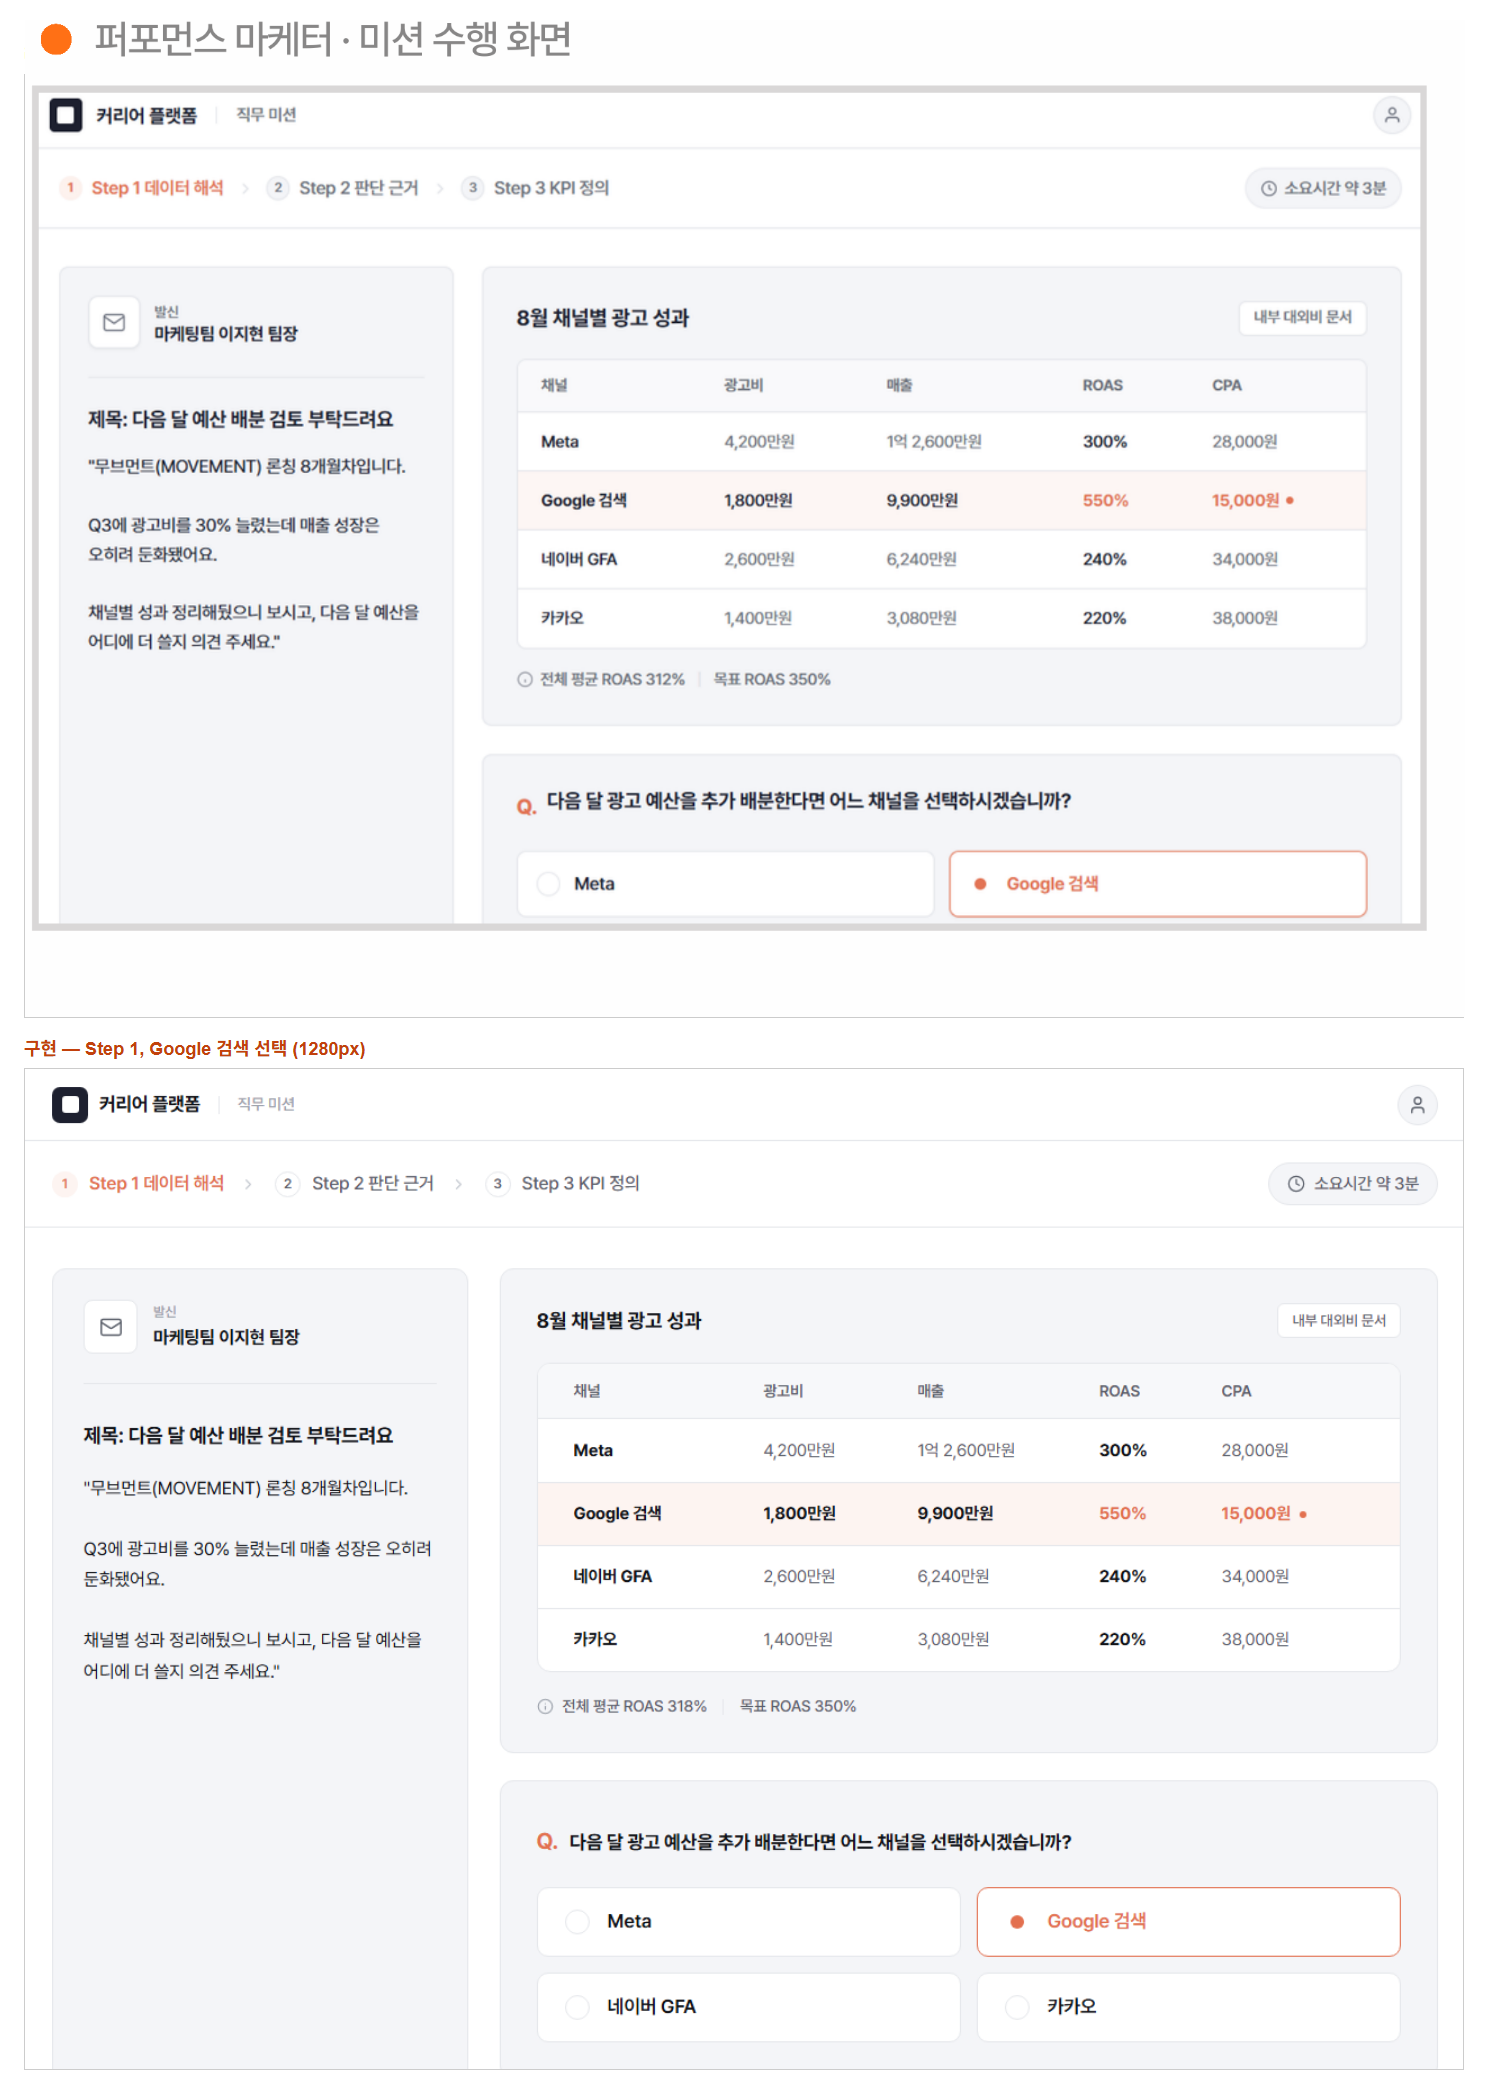 퍼포먼스 마케터 · 미션 수행 화면
커리어 플랫폼 직무 미션
1 Step 1 데이터 해석 2 Step 2 판단 근거 3 Step 3 KPI 정의 소요시간 약 3분
발신
마케팅팀 이지현 팀장
제목: 다음 달 예산 배분 검토 부탁드려요
"무브먼트(MOVEMENT) 론칭 8개월차입니다.
Q3에 광고비를 30% 늘렸는데 매출 성장은
오히려 둔화됐어요.
채널별 성과 정리해뒀으니 보시고, 다음 달 예산을
어디에 더 쓸지 의견 주세요."
8월 채널별 광고 성과 내부 대외비 문서
채널 광고비 매출 ROAS CPA
Meta 4,200만원 1억 2,600만원 300% 28,000원
Google 검색 1,800만원 9,900만원 550% 15,000원
네이버 GFA 2,600만원 6,240만원 240% 34,000원
카카오 1,400만원 3,080만원 220% 38,000원
전체 평균 ROAS 312% 목표 ROAS 350%
Q. 다음 달 광고 예산을 추가 배분한다면 어느 채널을 선택하시겠습니까?
Meta Google 검색
구현 — Step 1, Google 검색 선택 (1280px)
커리어 플랫폼 직무 미션
1 Step 1 데이터 해석 2 Step 2 판단 근거 3 Step 3 KPI 정의 소요시간 약 3분
발신
마케팅팀 이지현 팀장
제목: 다음 달 예산 배분 검토 부탁드려요
"무브먼트(MOVEMENT) 론칭 8개월차입니다.
Q3에 광고비를 30% 늘렸는데 매출 성장은 오히려
둔화됐어요.
채널별 성과 정리해뒀으니 보시고, 다음 달 예산을
어디에 더 쓸지 의견 주세요."
8월 채널별 광고 성과 내부 대외비 문서
채널 광고비 매출 ROAS CPA
Meta 4,200만원 1억 2,600만원 300% 28,000원
Google 검색 1,800만원 9,900만원 550% 15,000원
네이버 GFA 2,600만원 6,240만원 240% 34,000원
카카오 1,400만원 3,080만원 220% 38,000원
전체 평균 ROAS 318% 목표 ROAS 350%
Q. 다음 달 광고 예산을 추가 배분한다면 어느 채널을 선택하시겠습니까?
Meta Google 검색
네이버 GFA 카카오